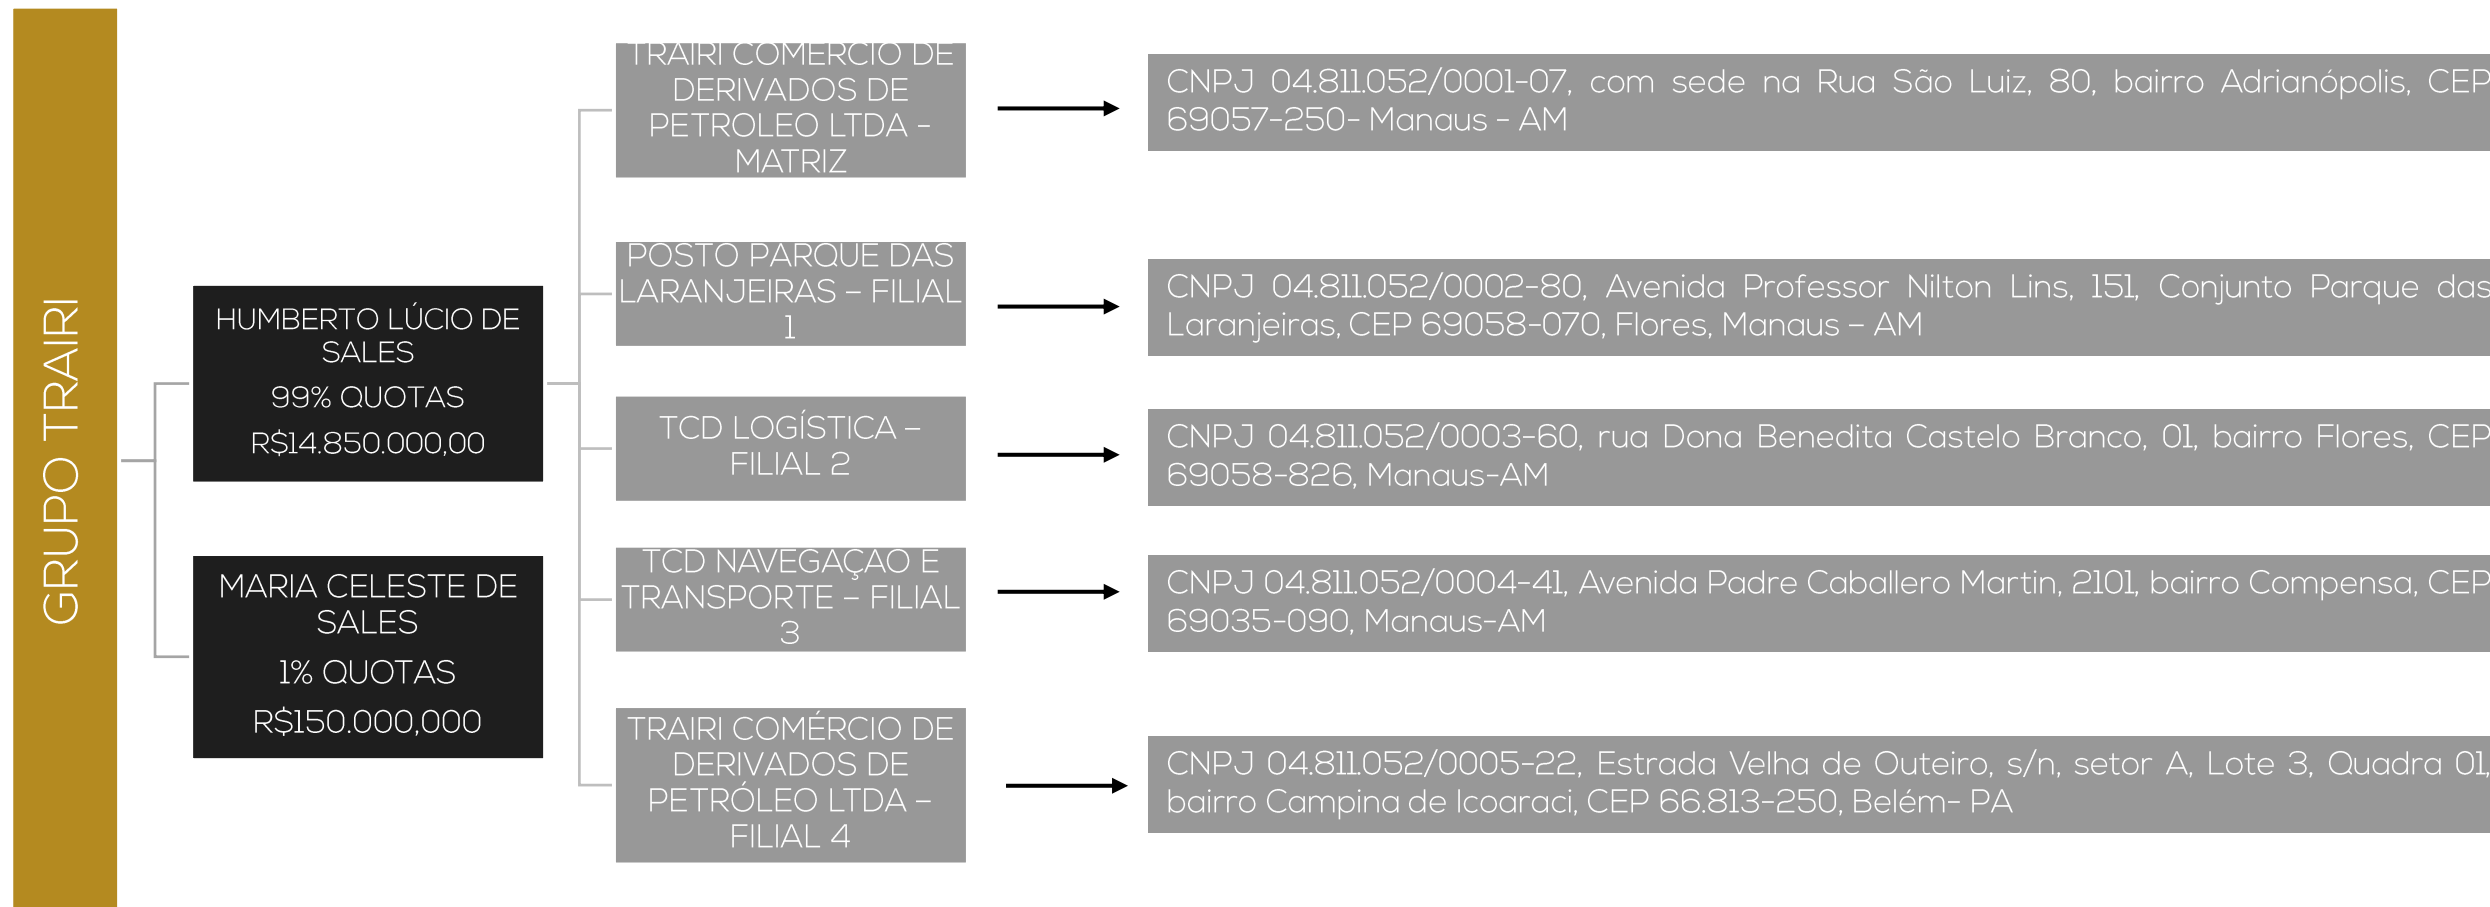 GRUPO TRAIRI
HUMBERTO LÚCIO DE
SALES
99% QUOTAS
R$14.850.000,00
MARIA CELESTE DE
SALES
1% QUOTAS
R$150.000,000
TRAIRI COMÉRCIO DE
DERIVADOS DE
PETROLEO LTDA -
MATRIZ
CNPJ 04.811.052/0001-07, com sede na Rua São Luiz, 80, bairro Adrianópolis, CEP
69057-250- Manaus - AM
POSTO PARQUE DAS
LARANJEIRAS – FILIAL
1
CNPJ 04.811.052/0002-80, Avenida Professor Nilton Lins, 151, Conjunto Parque das
Laranjeiras, CEP 69058-070, Flores, Manaus – AM
TCD LOGÍSTICA –
FILIAL 2
CNPJ 04.811.052/0003-60, rua Dona Benedita Castelo Branco, 01, bairro Flores, CEP
69058-826, Manaus-AM
TCD NAVEGAÇÃO E
TRANSPORTE – FILIAL
3
CNPJ 04.811.052/0004-41, Avenida Padre Caballero Martin, 2101, bairro Compensa, CEP
69035-090, Manaus-AM
TRAIRI COMÉRCIO DE
DERIVADOS DE
PETRÓLEO LTDA –
FILIAL 4
CNPJ 04.811.052/0005-22, Estrada Velha de Outeiro, s/n, setor A, Lote 3, Quadra 01,
bairro Campina de Icoaraci, CEP 66.813-250, Belém- PA